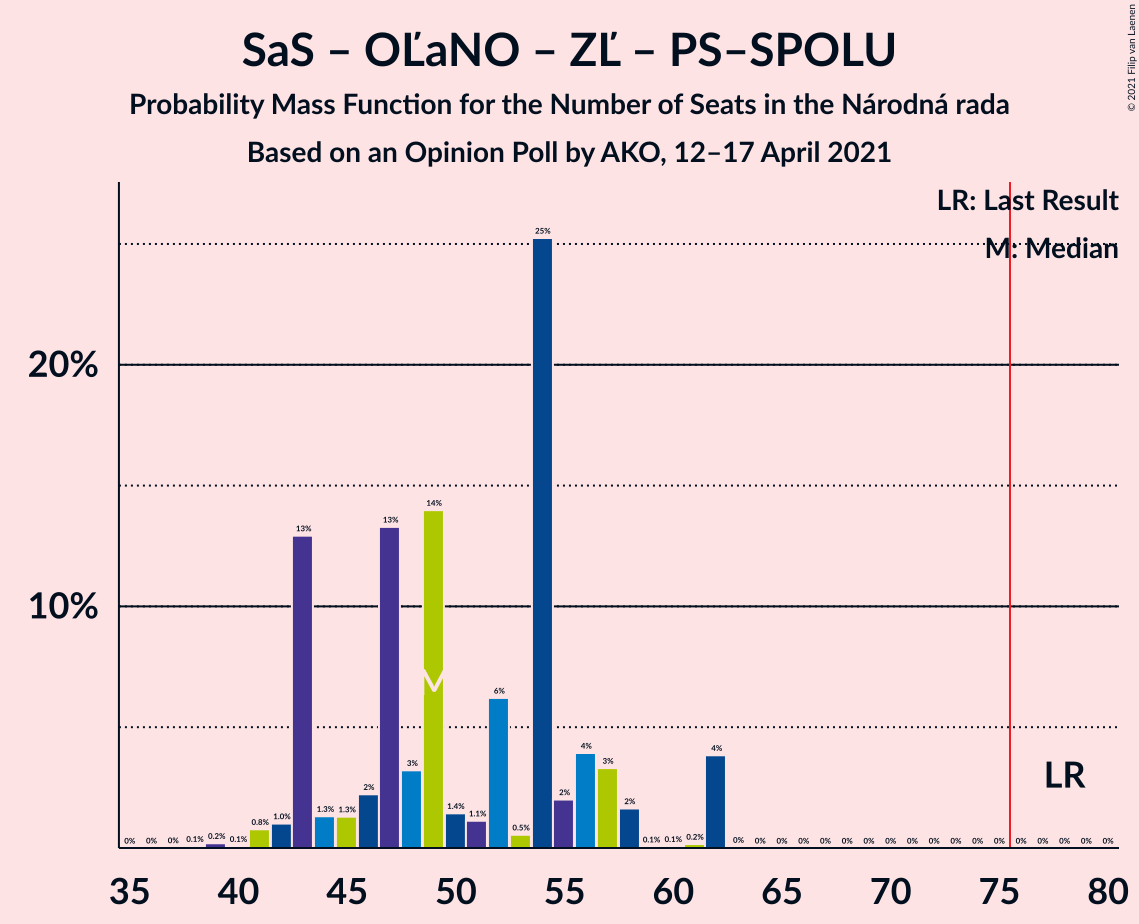 SaS – OĽaNO – ZĽ – PS–SPOLU
Probability Mass Function for the Number of Seats in the Národná rada
Based on an Opinion Poll by AKO, 12–17 April 2021
© 2021 Filip van Laenen
LR: Last Result
M: Median
25%
20%
14%
13% 13%
10%
6%
4% 4%
3% 3%
2% 2% 2%
0% 0% 0% 0.1% 0.2% 0.1% 0.8% 1.0% 1.3% 1.3% 1.4% 1.1% 0.5% 0.1% 0.1% 0.2% 0% 0% 0% 0% 0% 0% 0% 0% 0% 0% 0% 0% 0% 0% 0% 0% 0% 0%
M
LR
35 40 45 50 55 60 65 70 75 80